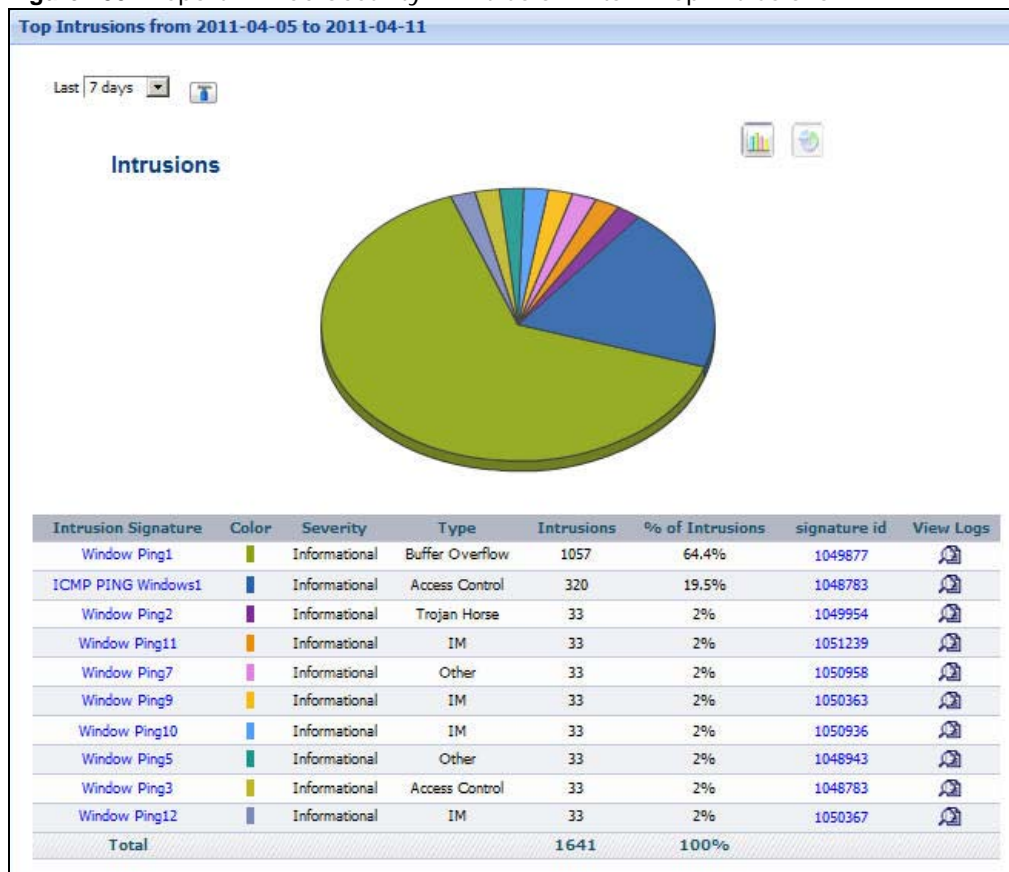 Top Intrusions from 2011-04-05 to 2011-04-11
Last 7 days
Intrusions
Intrusion Signature Color Severity Type Intrusions % of Intrusions signature id View Logs
Window Ping1 Informational Buffer Overflow 1057 64.4% 1049877
ICMP PING Windows1 Informational Access Control 320 19.5% 1048783
Window Ping2 Informational Trojan Horse 33 2% 1049954
Window Ping11 Informational IM 33 2% 1051239
Window Ping7 Informational Other 33 2% 1050958
Window Ping9 Informational IM 33 2% 1050363
Window Ping10 Informational IM 33 2% 1050936
Window Ping5 Informational Other 33 2% 1048943
Window Ping3 Informational Access Control 33 2% 1048783
Window Ping12 Informational IM 33 2% 1050367
Total 1641 100%